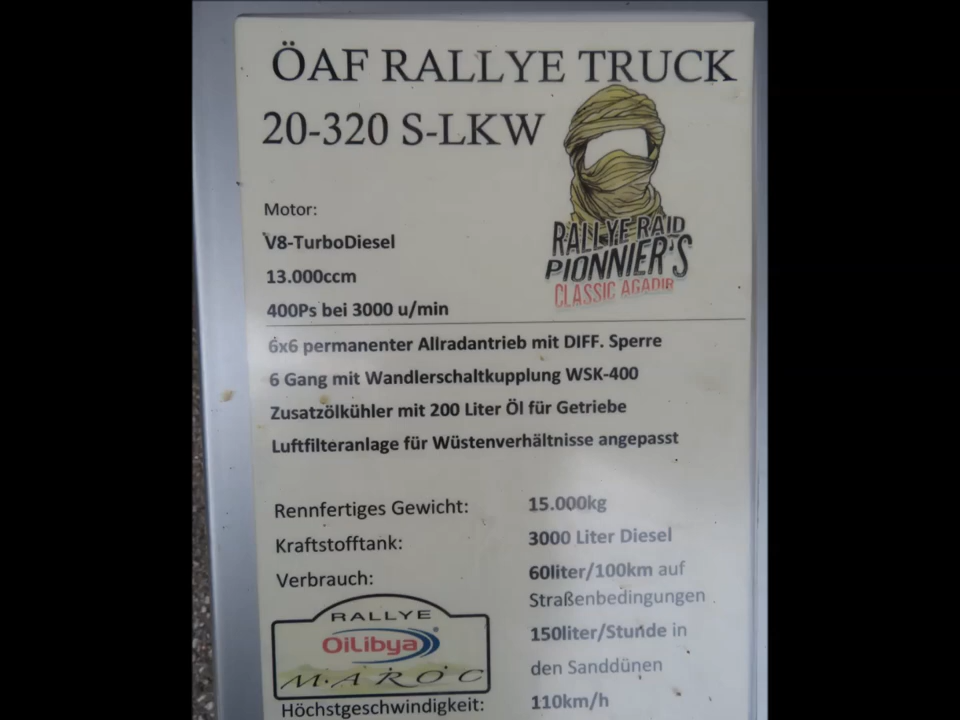 ÖAF RALLYE TRUCK
20-320 S-LKW
RALLYE RAID
PIONNIER'S
CLASSIC AGADIR
Motor:
V8-TurboDiesel
13.000ccm
400Ps bei 3000 u/min
6x6 permanenter Allradantrieb mit DIFF. Sperre
6 Gang mit Wandlerschaltkupplung WSK-400
Zusatzölkühler mit 200 Liter Öl für Getriebe
Luftfilteranlage für Wüstenverhältnisse angepasst
Rennfertiges Gewicht: 15.000kg
Kraftstofftank: 3000 Liter Diesel
Verbrauch: 60liter/100km auf
Straßenbedingungen
150liter/Stunde in
den Sanddünen
RALLYE
OiLibya
MAROC
Höchstgeschwindigkeit: 110km/h